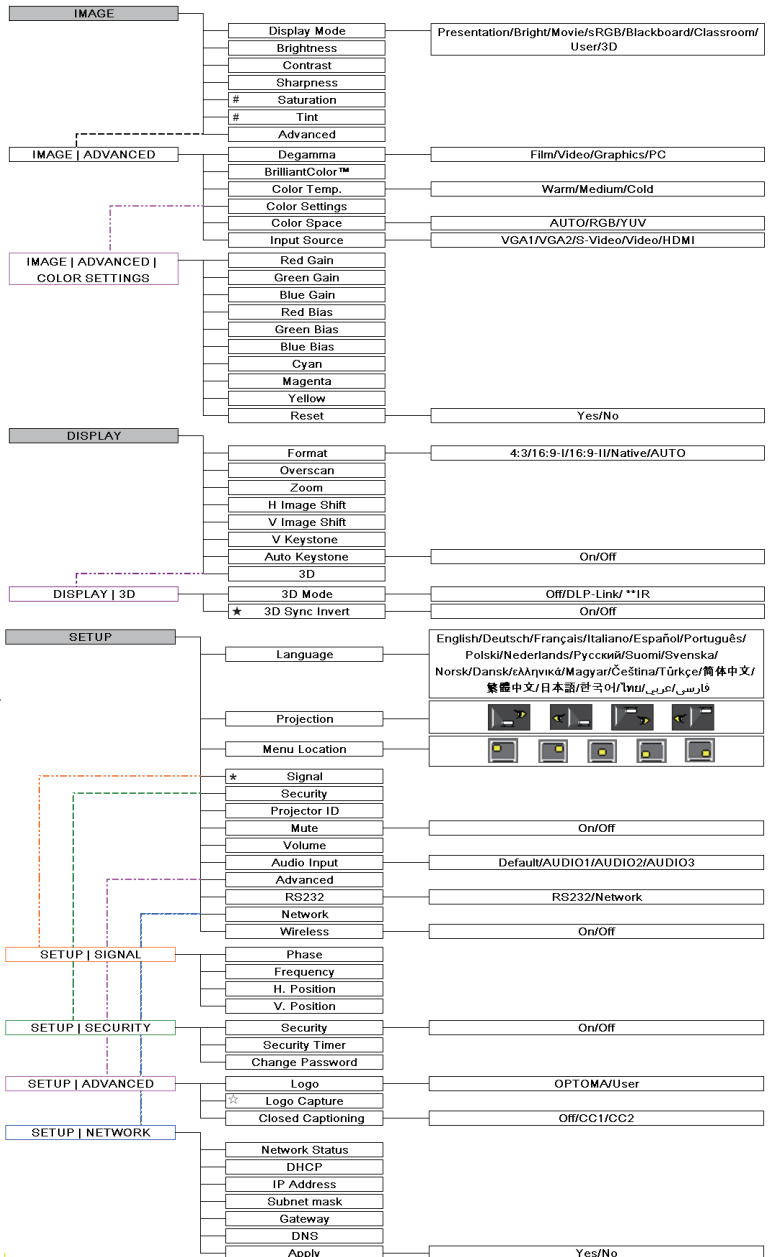 IMAGE
Display Mode
Presentation/Bright/Movie/sRGB/Blackboard/Classroom/
User/3D
Brightness
Contrast
Sharpness
# Saturation
# Tint
Advanced
IMAGE | ADVANCED
Degamma
Film/Video/Graphics/PC
BrilliantColor™
Color Temp.
Warm/Medium/Cold
Color Settings
Color Space
AUTO/RGB/YUV
Input Source
VGA1/VGA2/S-Video/Video/HDMI
IMAGE | ADVANCED |
COLOR SETTINGS
Red Gain
Green Gain
Blue Gain
Red Bias
Green Bias
Blue Bias
Cyan
Magenta
Yellow
Reset
Yes/No
DISPLAY
Format
4:3/16:9-I/16:9-II/Native/AUTO
Overscan
Zoom
H Image Shift
V Image Shift
V Keystone
Auto Keystone
On/Off
3D
DISPLAY | 3D
3D Mode
Off/DLP-Link/ **IR
★ 3D Sync Invert
On/Off
SETUP
Language
English/Deutsch/Français/Italiano/Español/Português/
Polski/Nederlands/Русский/Suomi/Svenska/
Norsk/Dansk/ελληνικά/Magyar/Čeština/Türkçe/简体中文/
繁體中文/日本語/한국어/ไทย/عربي/فارسی
Projection
Menu Location
* Signal
Security
Projector ID
Mute
On/Off
Volume
Audio Input
Default/AUDIO1/AUDIO2/AUDIO3
Advanced
RS232
RS232/Network
Network
Wireless
On/Off
SETUP | SIGNAL
Phase
Frequency
H. Position
V. Position
SETUP | SECURITY
Security
On/Off
Security Timer
Change Password
SETUP | ADVANCED
Logo
OPTOMA/User
☆ Logo Capture
Closed Captioning
Off/CC1/CC2
SETUP | NETWORK
Network Status
DHCP
IP Address
Subnet mask
Gateway
DNS
Apply
Yes/No